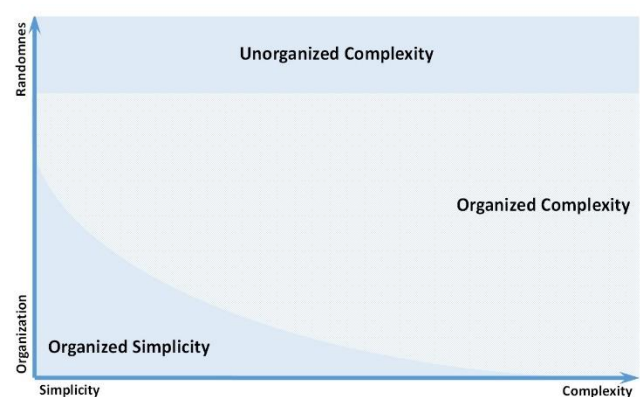 Randomnes
Unorganized Complexity
Organized Complexity
Organization
Organized Simplicity
Simplicity
Complexity